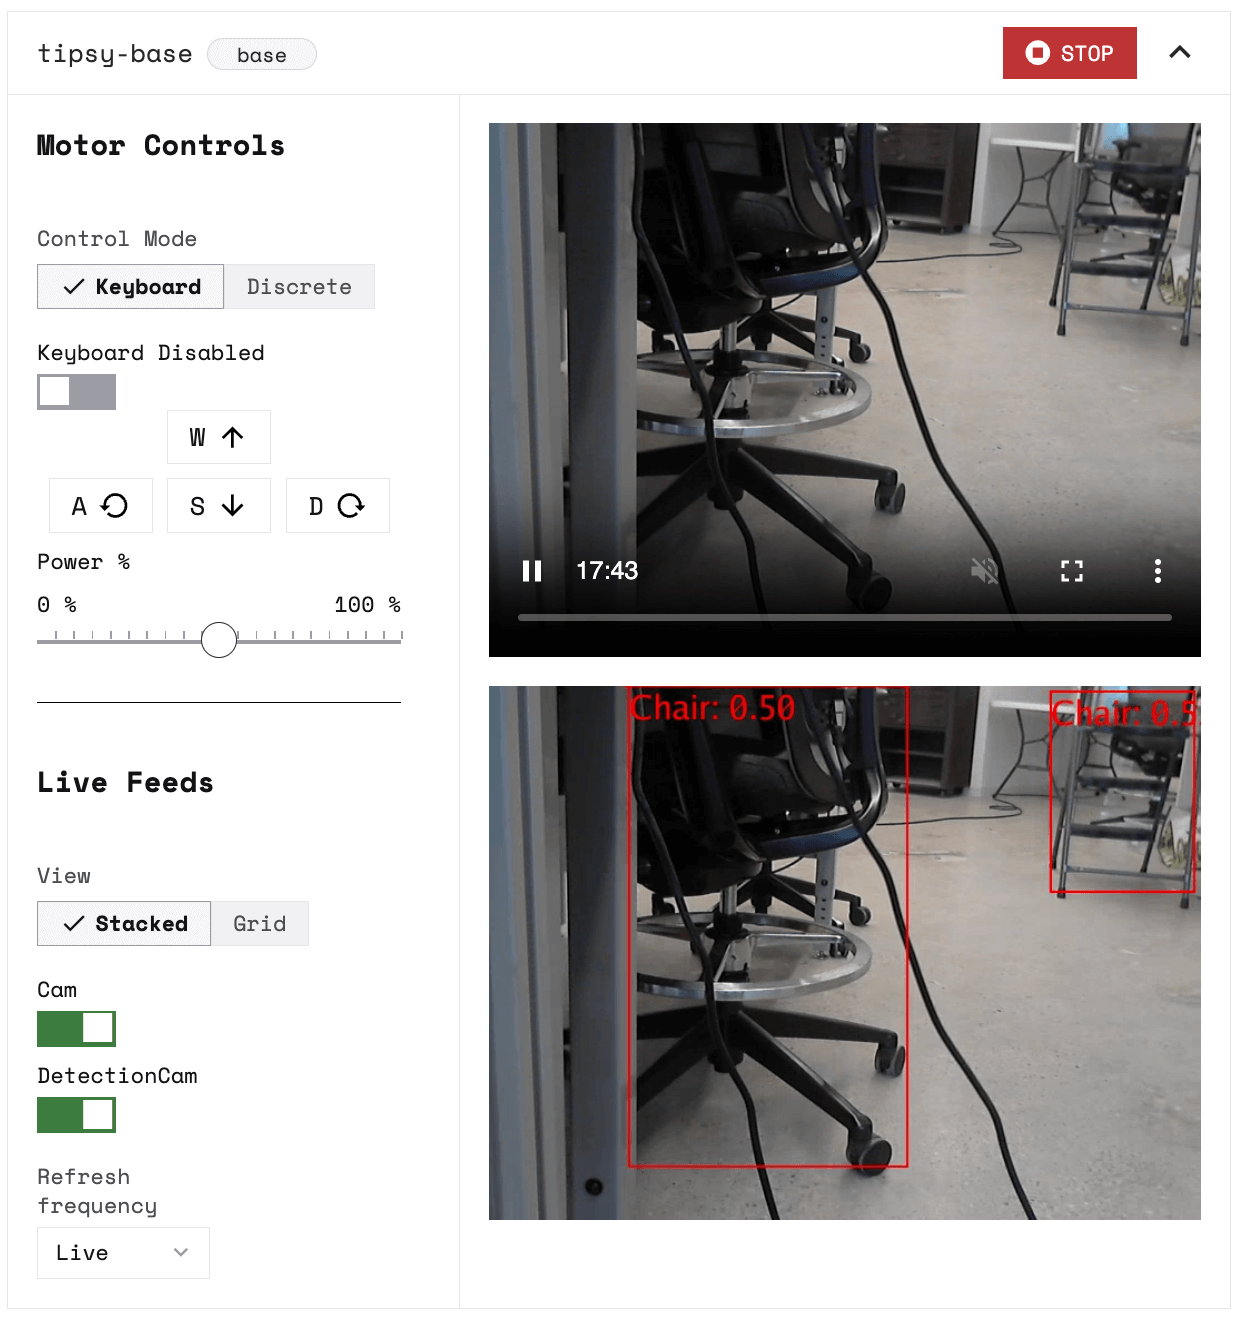 tipsy-base base
STOP
Motor Controls
Control Mode
Keyboard Discrete
Keyboard Disabled
W
A S D
Power %
0 % 100 %
Live Feeds
View
Stacked Grid
Cam
DetectionCam
Refresh
frequency
Live
17:43
Chair: 0.50
Chair: 0.5